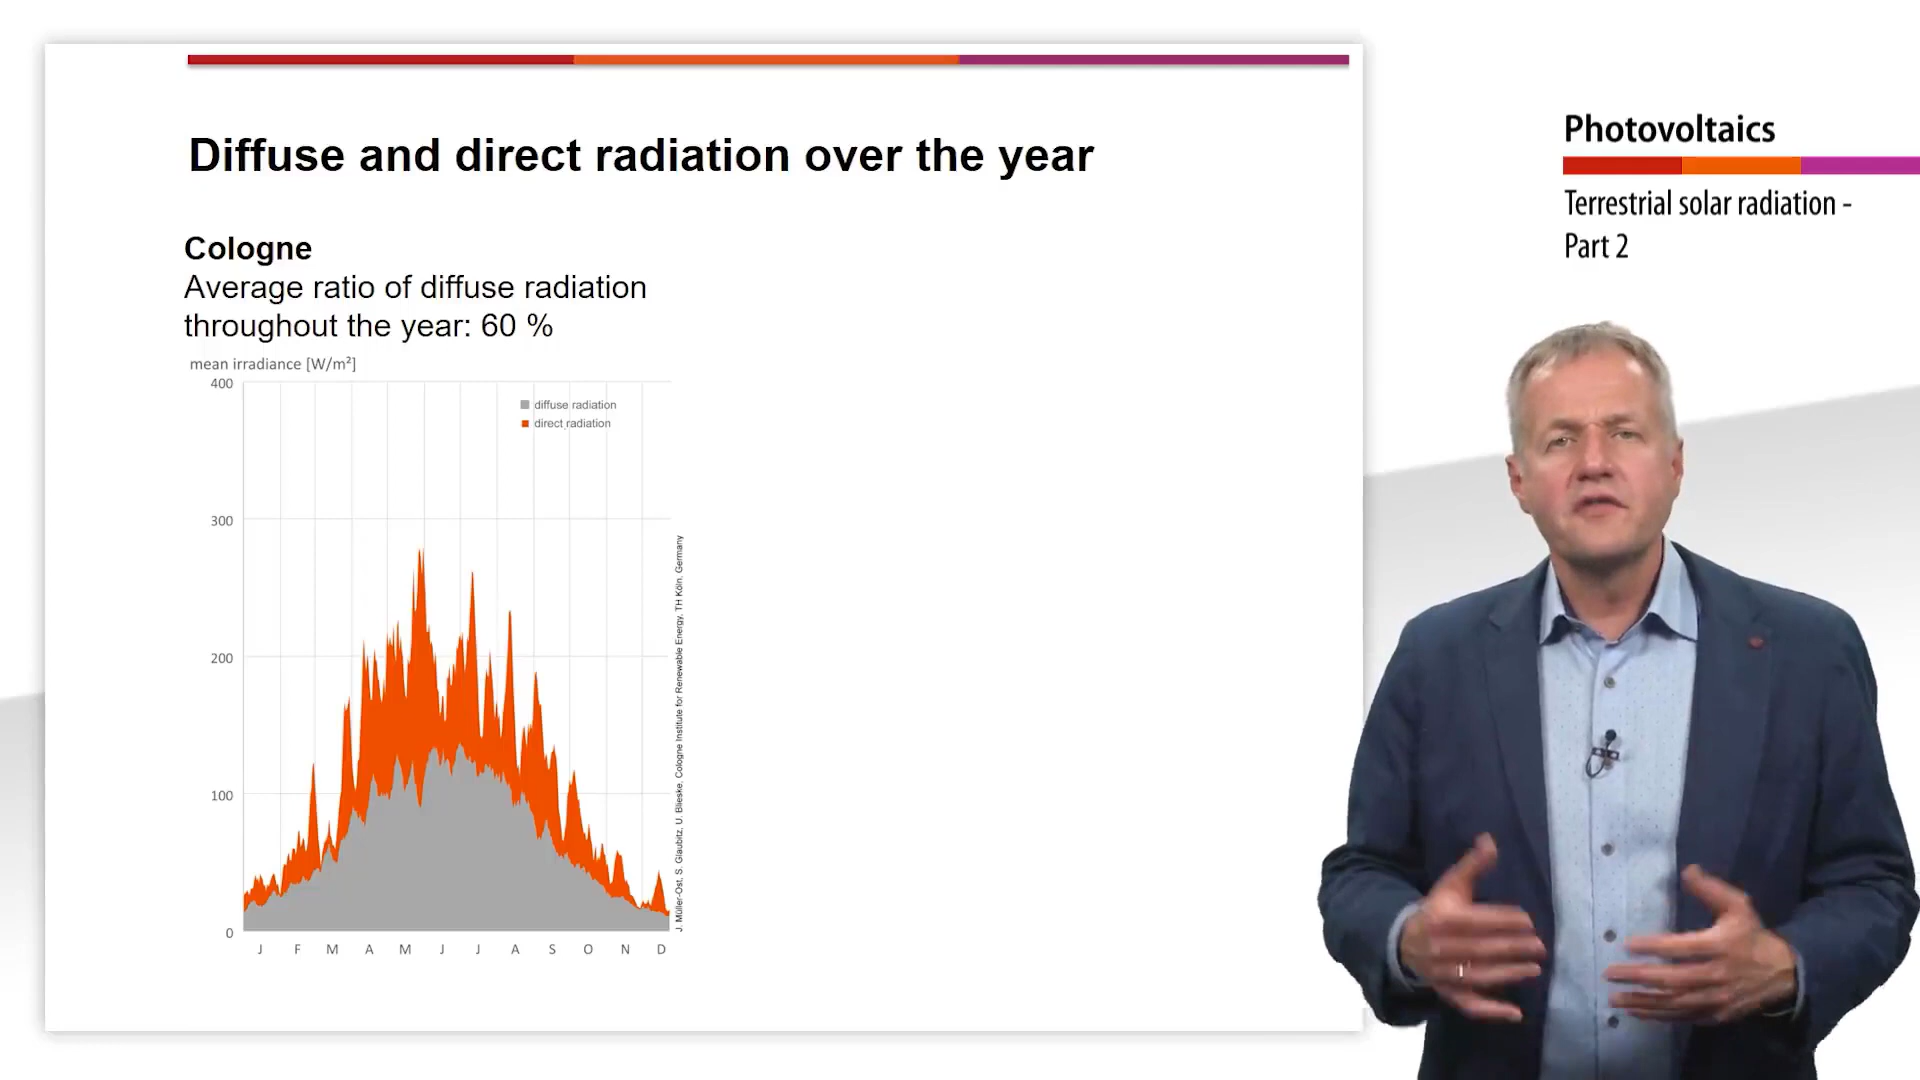 Diffuse and direct radiation over the year
Cologne
Average ratio of diffuse radiation
throughout the year: 60 %
mean irradiance [W/m²]
400
300
200
100
0
diffuse radiation
direct radiation
J F M A M J J A S O N D
J. Müller-Ost, S. Glaubitz, U. Blieske, Cologne Institute for Renewable Energy, TH Köln, Germany
Photovoltaics
Terrestrial solar radiation -
Part 2